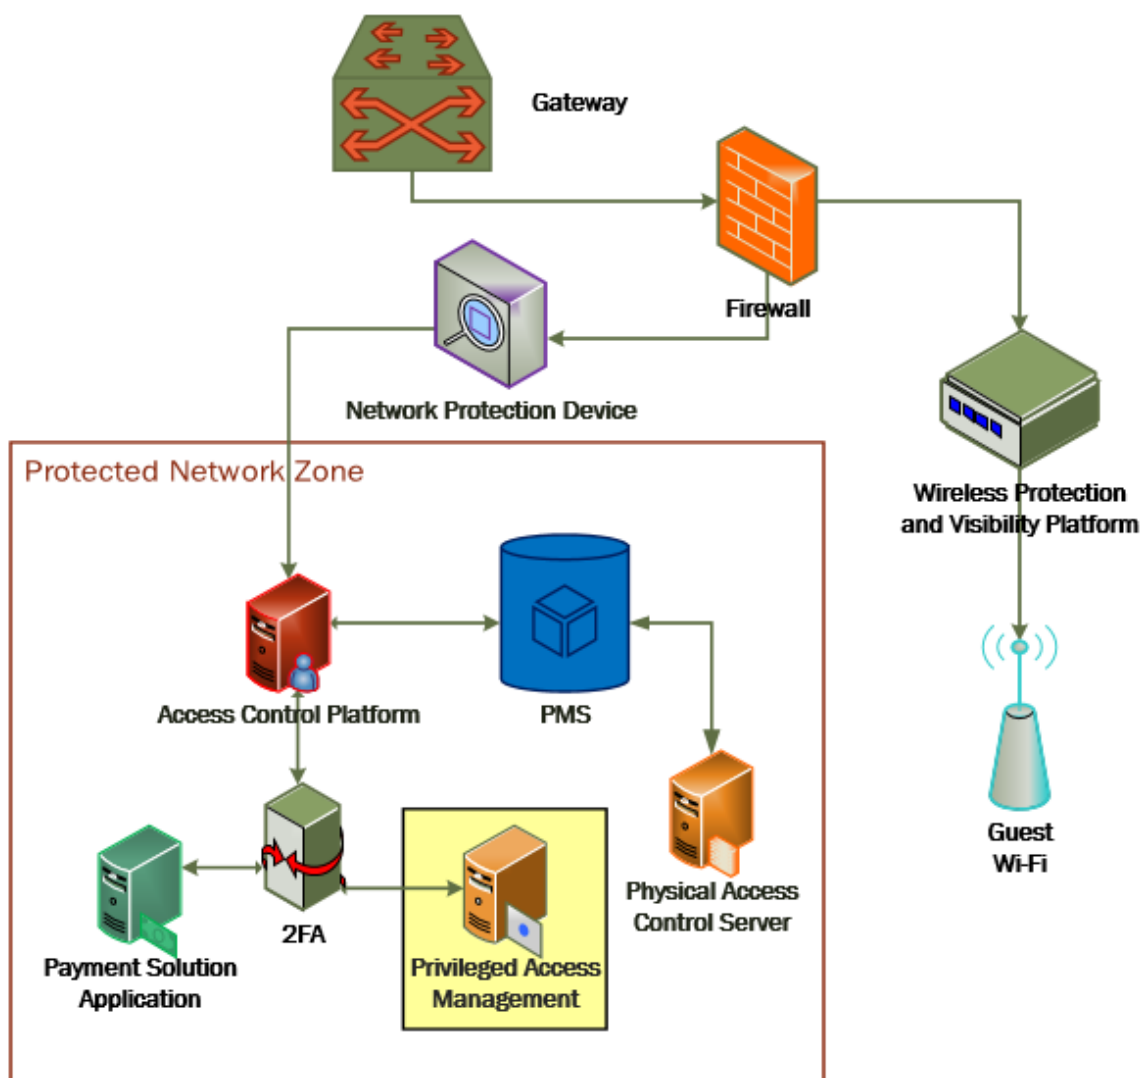 Gateway
Firewall
Network Protection Device
Protected Network Zone
Wireless Protection
and Visibility Platform
Access Control Platform
PMS
Guest
Wi-Fi
Physical Access
Control Server
2FA
Payment Solution
Application
Privileged Access
Management